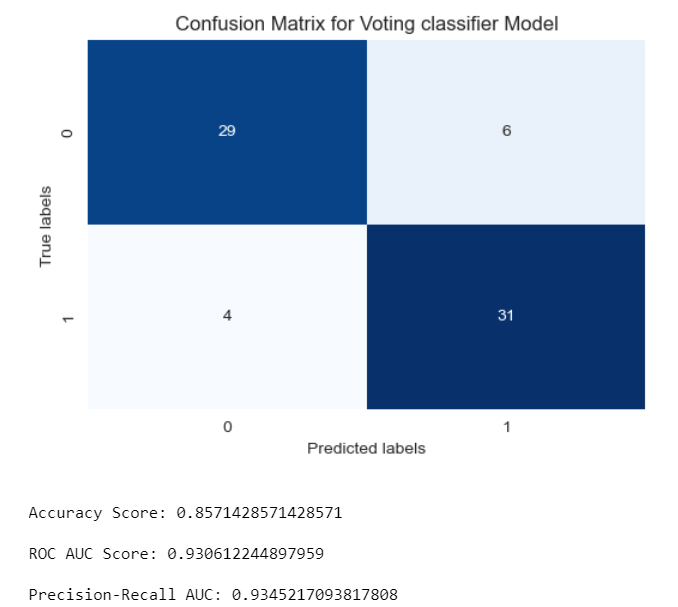 Confusion Matrix for Voting classifier Model
0
29
6
True labels
1
4
31
0
1
Predicted labels
Accuracy Score: 0.8571428571428571
ROC AUC Score: 0.930612244897959
Precision-Recall AUC: 0.9345217093817808